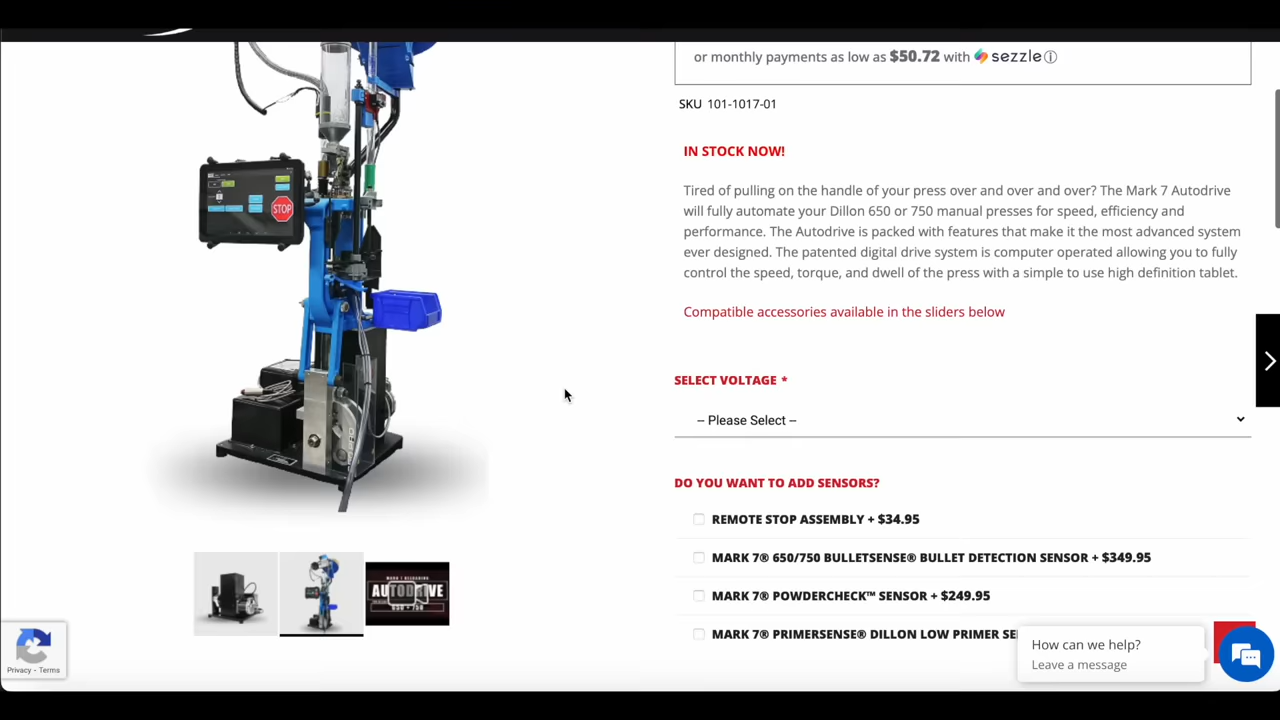 or monthly payments as low as $50.72 with sezzle
SKU 101-1017-01
IN STOCK NOW!
Tired of pulling on the handle of your press over and over and over? The Mark 7 Autodrive
will fully automate your Dillon 650 or 750 manual presses for speed, efficiency and
performance. The Autodrive is packed with features that make it the most advanced system
ever designed. The patented digital drive system is computer operated allowing you to fully
control the speed, torque, and dwell of the press with a simple to use high definition tablet.
Compatible accessories available in the sliders below
SELECT VOLTAGE *
-- Please Select --
DO YOU WANT TO ADD SENSORS?
REMOTE STOP ASSEMBLY + $34.95
MARK 7® 650/750 BULLETSENSE® BULLET DETECTION SENSOR + $349.95
MARK 7® POWDERCHECK™ SENSOR + $249.95
MARK 7® PRIMERSENSE® DILLON LOW PRIMER SE
STOP
MARK 7 RELOADING
AUTODRIVE
650 + 750
Privacy - Terms
How can we help?
Leave a message